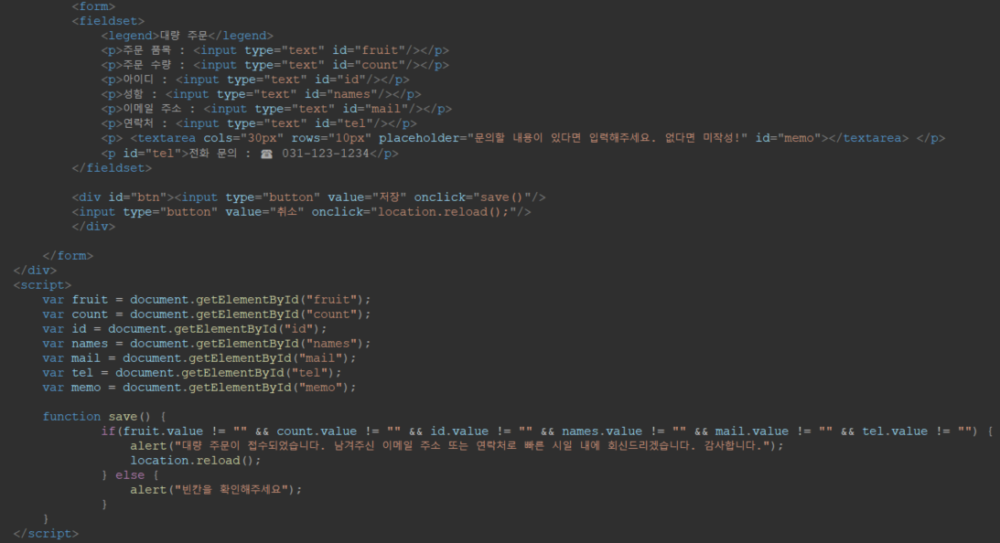 <form>
<fieldset>
<legend>대량 주문</legend>
<p>주문 품목 : <input type="text" id="fruit"/></p>
<p>주문 수량 : <input type="text" id="count"/></p>
<p>아이디 : <input type="text" id="id"/></p>
<p>성함 : <input type="text" id="names"/></p>
<p>이메일 주소 : <input type="text" id="mail"/></p>
<p>연락처 : <input type="text" id="tel"/></p>
<p> <textarea cols="30px" rows="10px" placeholder="문의할 내용이 있다면 입력해주세요. 없다면 미작성!" id="memo"></textarea> </p>
<p id="tel">전화 문의 : ☎ 031-123-1234</p>
</fieldset>
<div id="btn"><input type="button" value="저장" onclick="save()"/>
<input type="button" value="취소" onclick="location.reload();"/>
</div>
</form>
</div>
<script>
var fruit = document.getElementById("fruit");
var count = document.getElementById("count");
var id = document.getElementById("id");
var names = document.getElementById("names");
var mail = document.getElementById("mail");
var tel = document.getElementById("tel");
var memo = document.getElementById("memo");
function save() {
if(fruit.value != "" && count.value != "" && id.value != "" && names.value != "" && mail.value != "" && tel.value != "") {
alert("대량 주문이 접수되었습니다. 남겨주신 이메일 주소 또는 연락처로 빠른 시일 내에 회신드리겠습니다. 감사합니다.");
location.reload();
} else {
alert("빈칸을 확인해주세요");
}
}
</script>